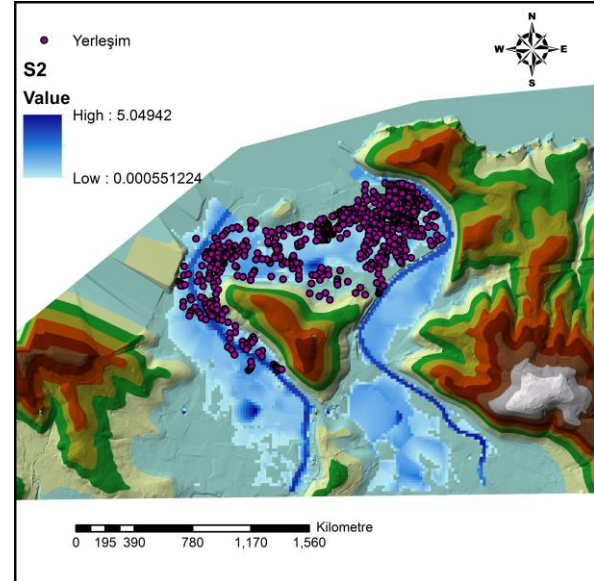 Yerleşim
S2
Value
High : 5.04942
Low : 0.000551224
N
W E
S
Kilometre
0 195 390 780 1,170 1,560